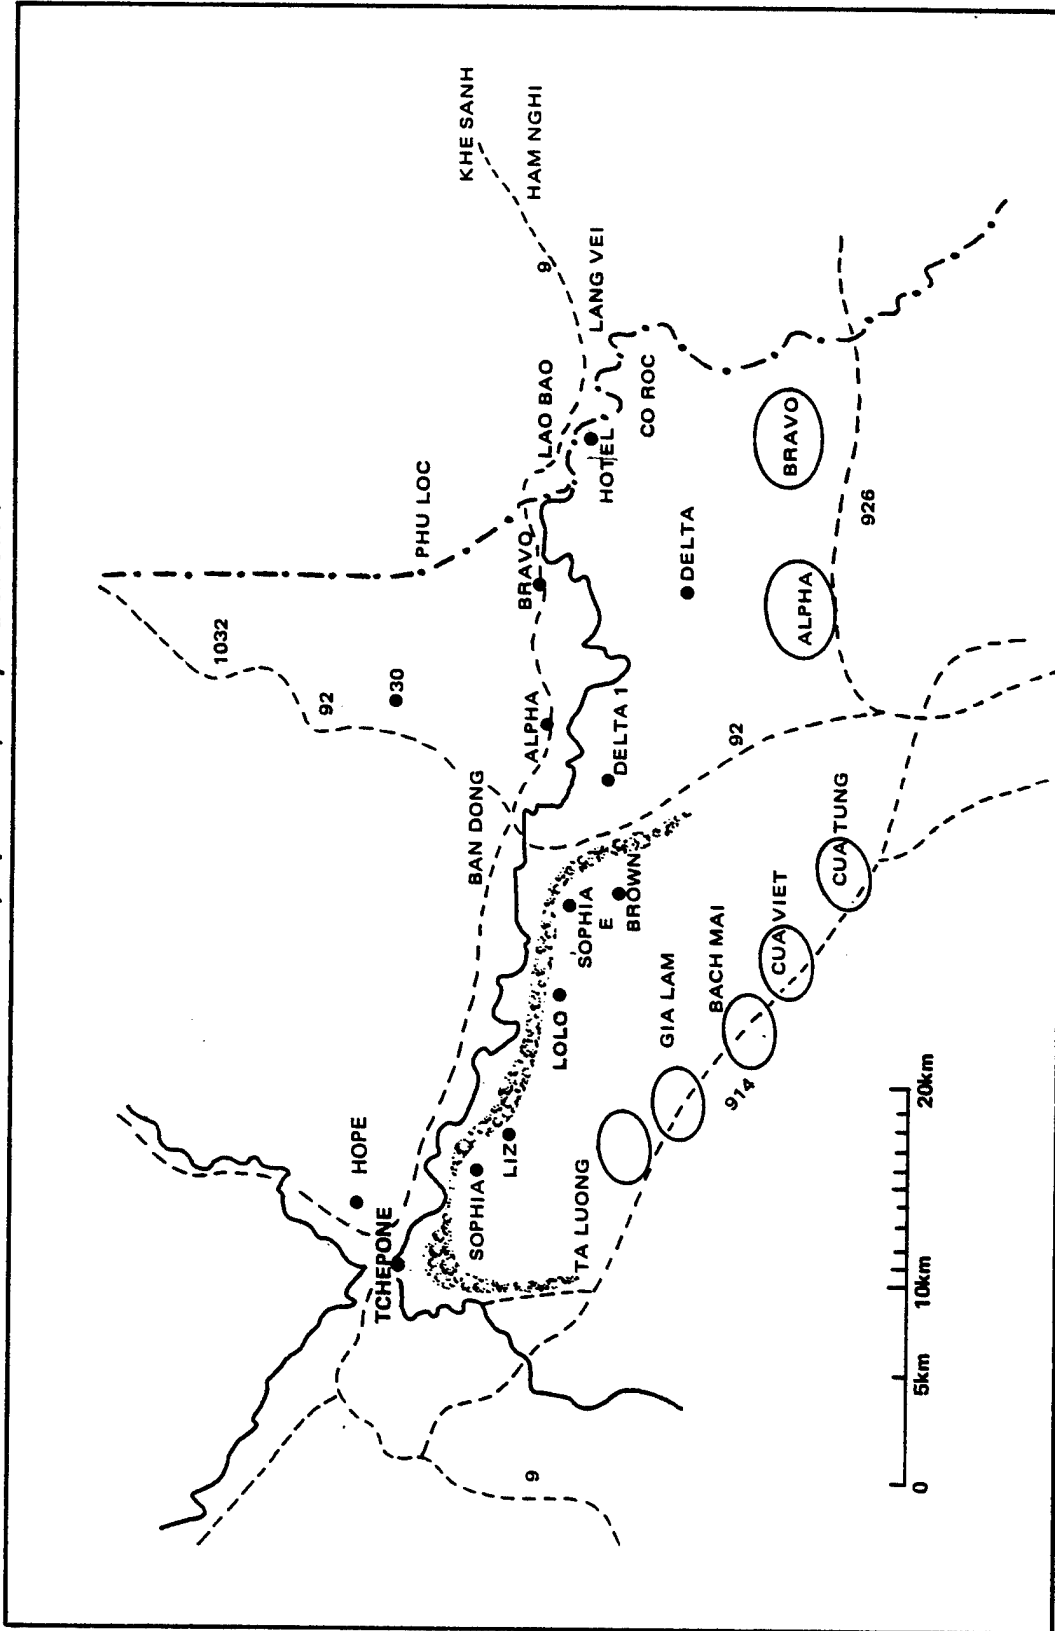 KHE SANH
HAM NGHI
9
LANG VEI
LAO BAO
CO ROC
HOTEL
PHU LOC
BRAVO
DELTA
BRAVO
926
ALPHA
1032
92
30
ALPHA
DELTA 1
92
BAN DONG
CUA TUNG
BROWN
SOPHIA
E
CUA VIET
BACH MAI
LOLO
GIA LAM
914
HOPE
LIZ
SOPHIA
TA LUONG
TCHEPONE
9
0
5km
10km
20km